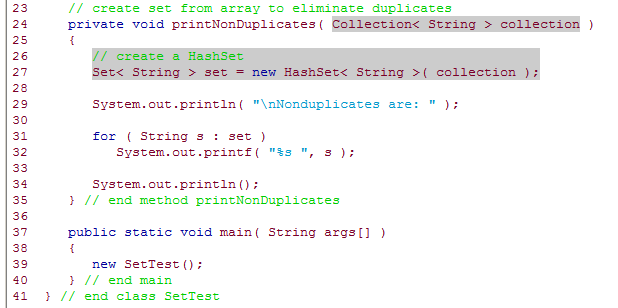 23 // create set from array to eliminate duplicates
24 private void printNonDuplicates( Collection< String > collection )
25 {
26 // create a HashSet
27 Set< String > set = new HashSet< String >( collection );
28
29 System.out.println( "\nNonduplicates are: " );
30
31 for ( String s : set )
32 System.out.printf( "%s ", s );
33
34 System.out.println();
35 } // end method printNonDuplicates
36
37 public static void main( String args[] )
38 {
39 new SetTest();
40 } // end main
41 } // end class SetTest